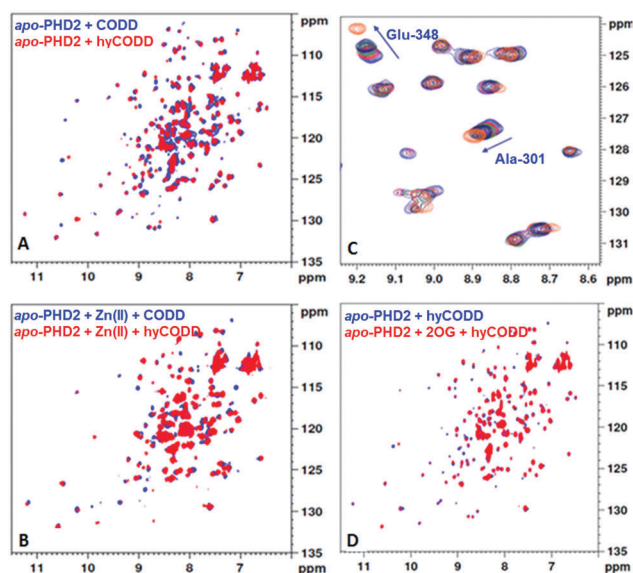 apo-PHD2 + CODD
apo-PHD2 + hyCODD
ppm
110
115
120
125
130
135
A
11 10 9 8 7 ppm
Glu-348
Ala-301
ppm
124
125
126
127
128
129
130
131
C
9.2 9.1 9.0 8.9 8.8 8.7 8.6 ppm
apo-PHD2 + Zn(II) + CODD
apo-PHD2 + Zn(II) + hyCODD
ppm
110
115
120
125
130
135
B
11 10 9 8 7 ppm
apo-PHD2 + hyCODD
apo-PHD2 + 2OG + hyCODD
ppm
110
115
120
125
130
135
D
11 10 9 8 7 ppm